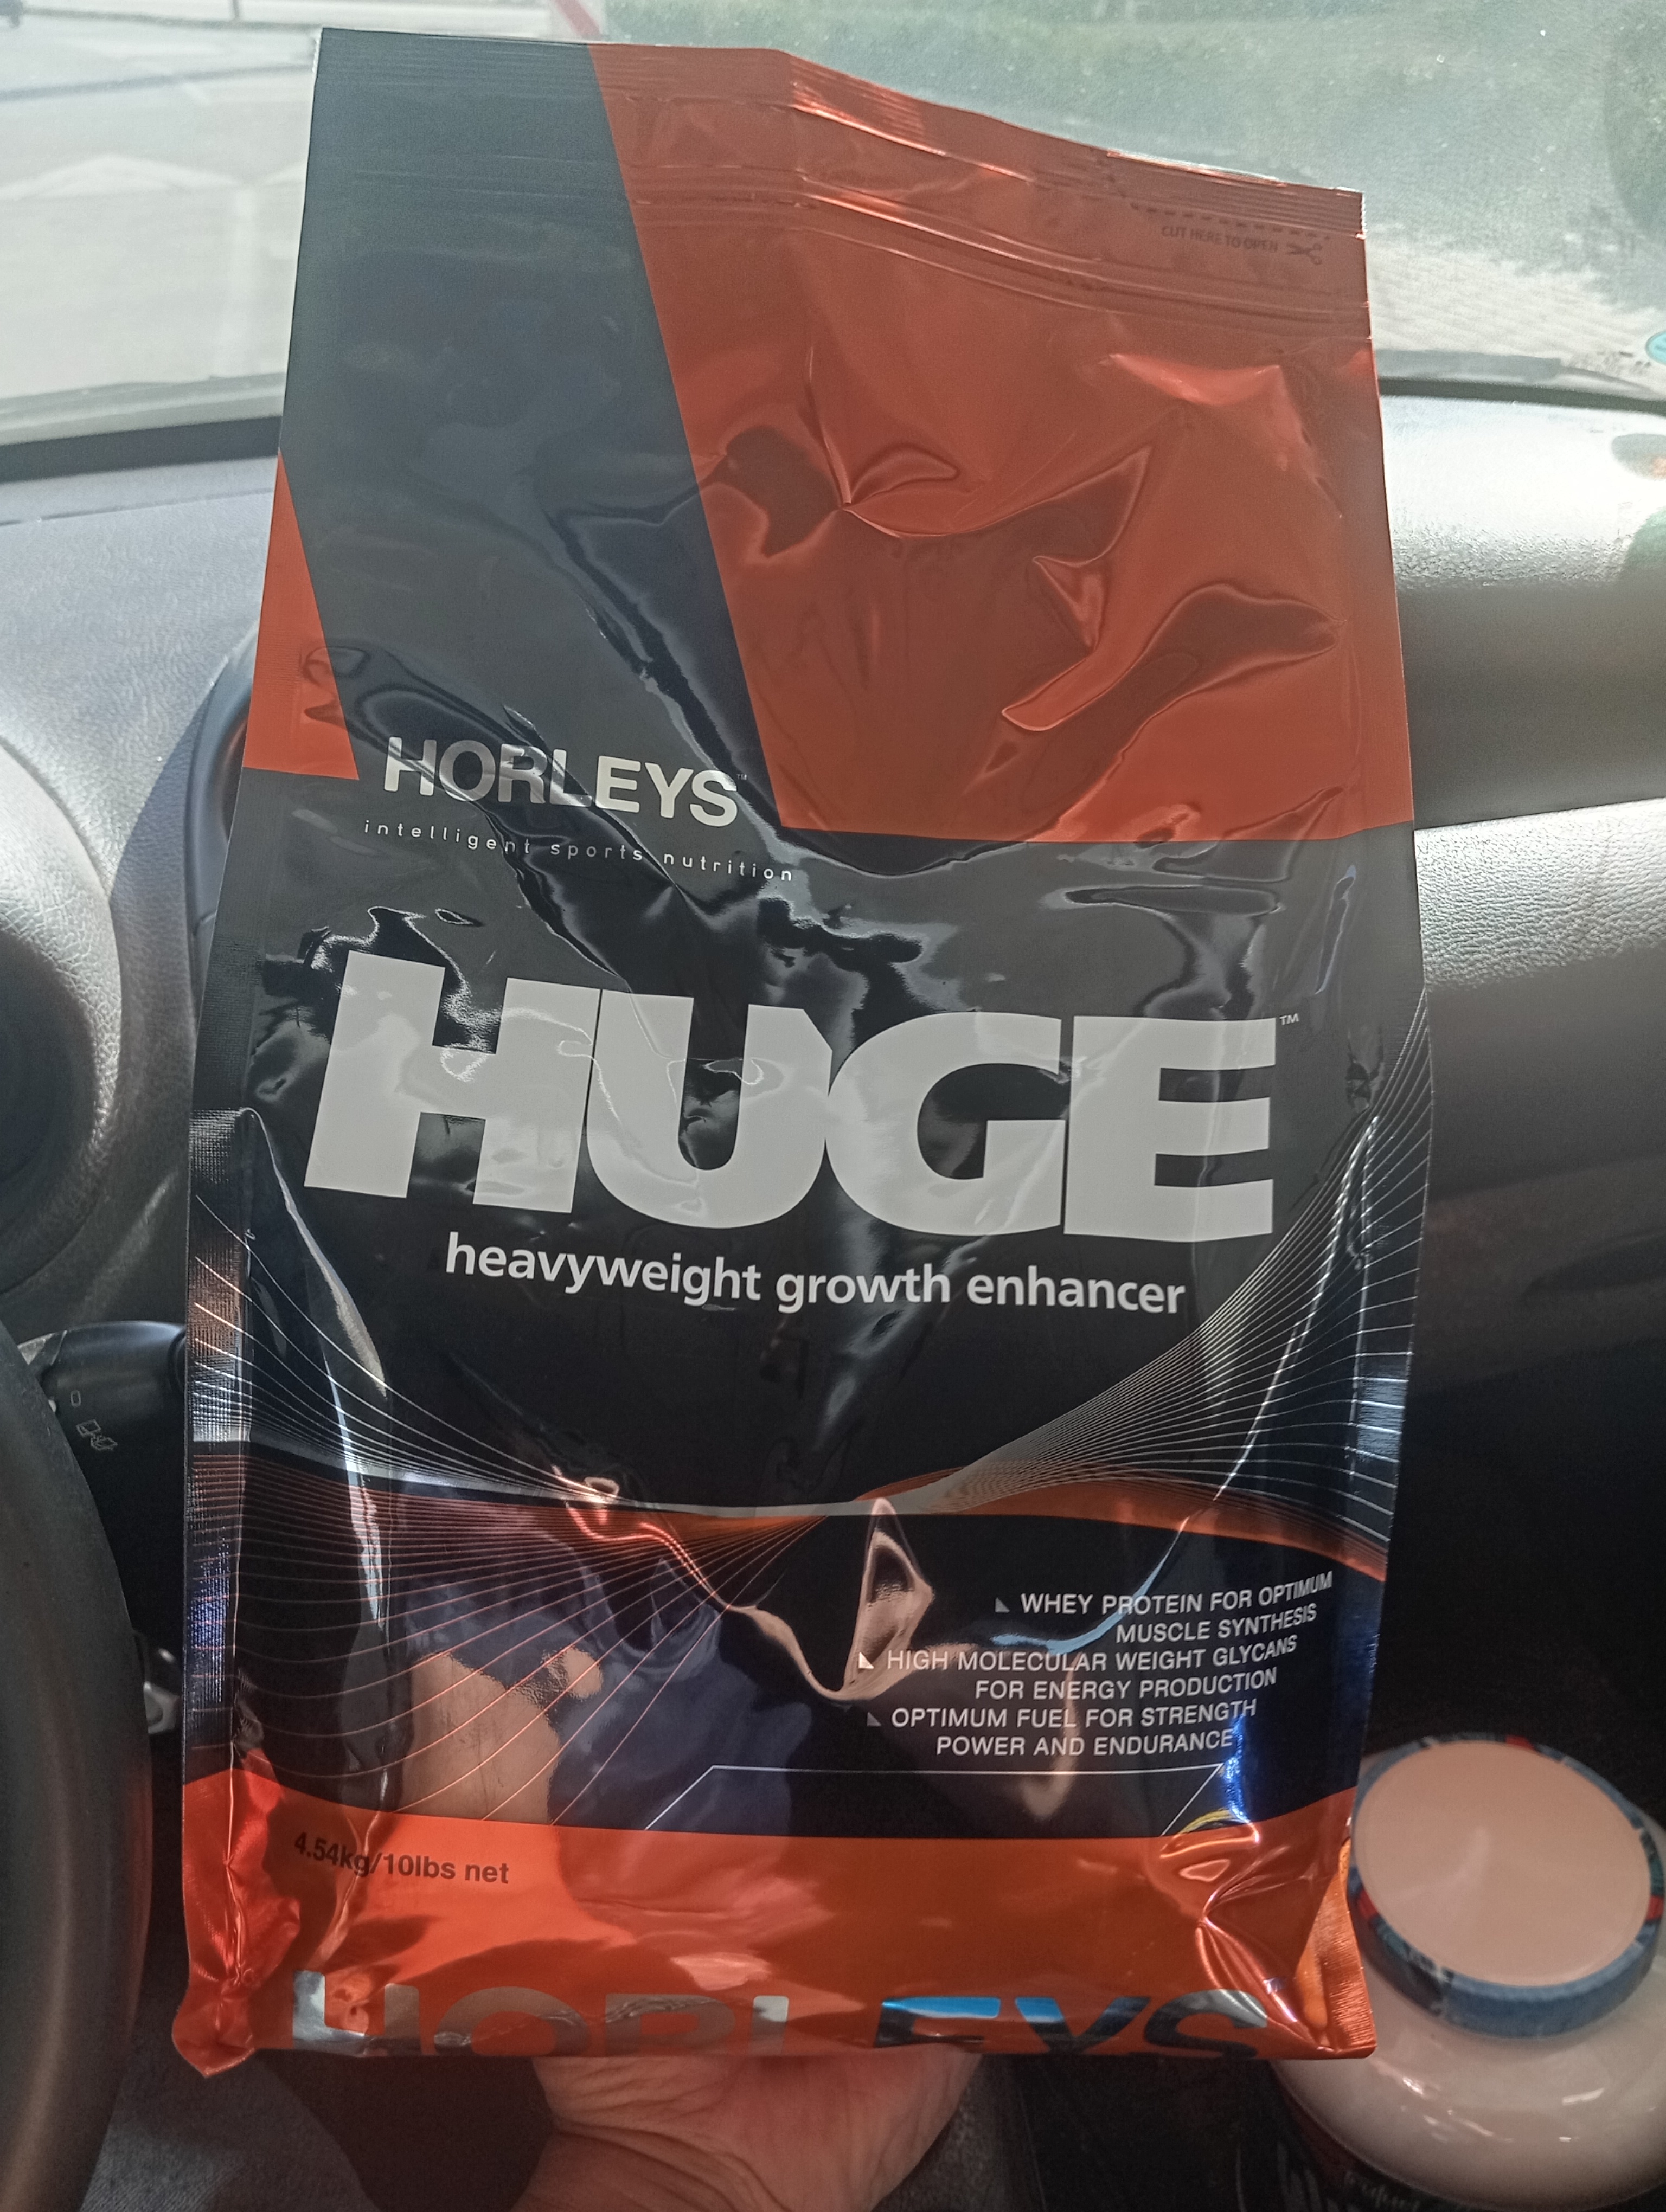 CUT HERE TO OPEN
HORLEYS™
intelligent sports nutrition
HUGE™
heavyweight growth enhancer
WHEY PROTEIN FOR OPTIMUM
MUSCLE SYNTHESIS
HIGH MOLECULAR WEIGHT GLYCANS
FOR ENERGY PRODUCTION
OPTIMUM FUEL FOR STRENGTH
POWER AND ENDURANCE
4.54kg/10lbs net
HORLEYS